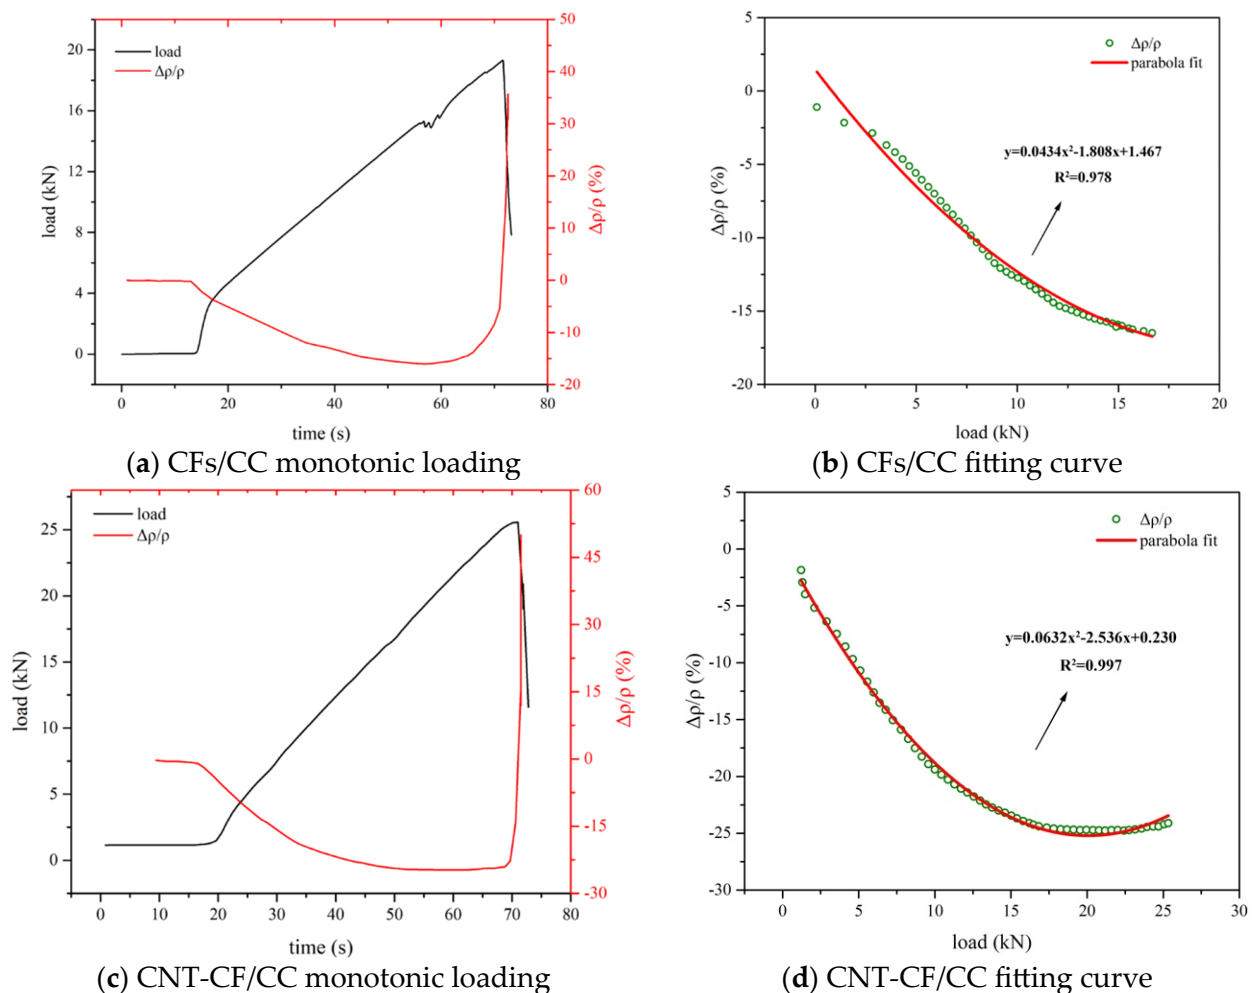 load
Δρ/ρ
load (kN)
20
16
12
8
4
0
50
40
30
20
10
0
-10
-20
Δρ/ρ (%)
0 20 40 60 80
time (s)
(a) CFs/CC monotonic loading
Δρ/ρ
parabola fit
y=0.0434x²-1.808x+1.467
R²=0.978
Δρ/ρ (%)
5
0
-5
-10
-15
-20
0 5 10 15 20
load (kN)
(b) CFs/CC fitting curve
load
Δρ/ρ
load (kN)
25
20
15
10
5
0
60
45
30
15
0
-15
-30
Δρ/ρ (%)
0 10 20 30 40 50 60 70 80
time (s)
(c) CNT-CF/CC monotonic loading
Δρ/ρ
parabola fit
y=0.0632x²-2.536x+0.230
R²=0.997
Δρ/ρ (%)
5
0
-5
-10
-15
-20
-25
-30
0 5 10 15 20 25 30
load (kN)
(d) CNT-CF/CC fitting curve